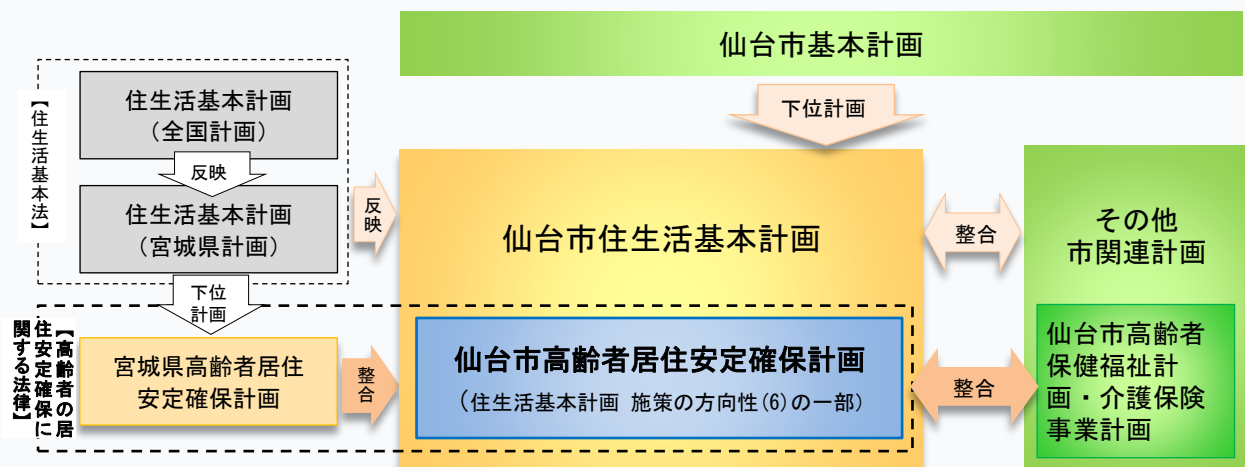 仙台市基本計画
下位計画
【住生活基本法】
住生活基本計画
（全国計画）
反映
住生活基本計画
（宮城県計画）
反映
仙台市住生活基本計画
整合
その他
市関連計画
下位
計画
【高齢者の居
住安定確保に
関する法律】
宮城県高齢者居住
安定確保計画
整合
仙台市高齢者居住安定確保計画
（住生活基本計画 施策の方向性(6)の一部）
整合
仙台市高齢者
保健福祉計
画・介護保険
事業計画